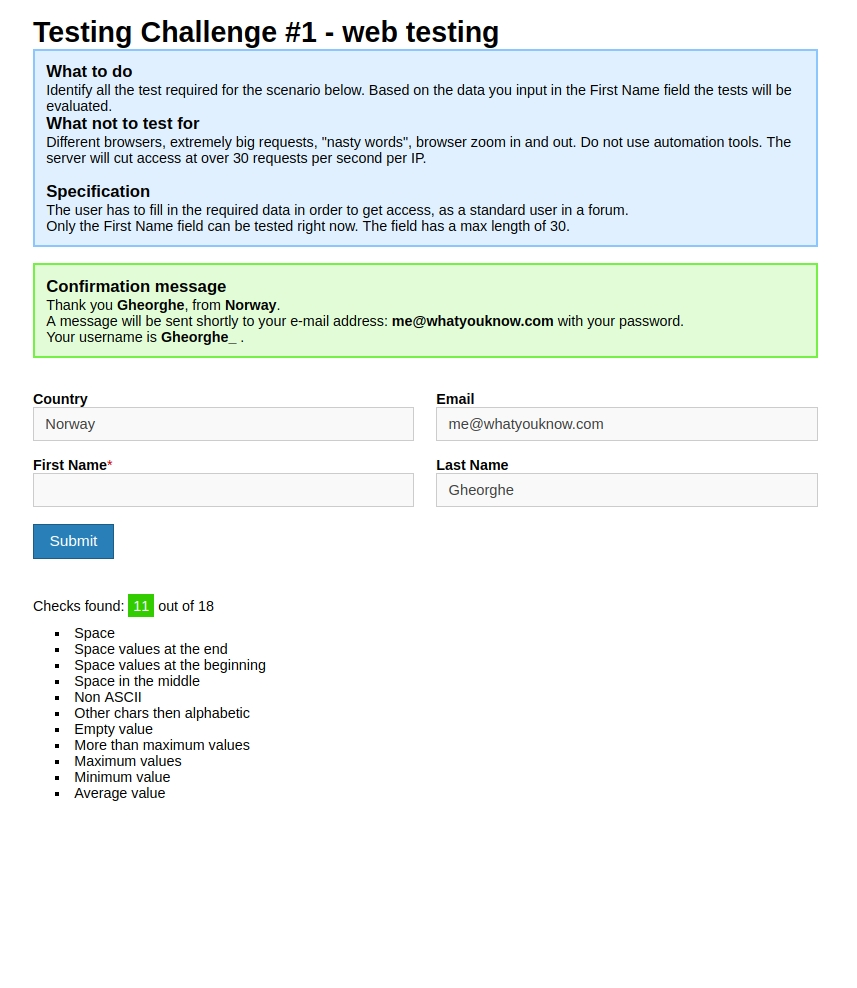 Testing Challenge #1 - web testing
What to do
Identify all the test required for the scenario below. Based on the data you input in the First Name field the tests will be
evaluated.
What not to test for
Different browsers, extremely big requests, "nasty words", browser zoom in and out. Do not use automation tools. The
server will cut access at over 30 requests per second per IP.
Specification
The user has to fill in the required data in order to get access, as a standard user in a forum.
Only the First Name field can be tested right now. The field has a max length of 30.
Confirmation message
Thank you Gheorghe, from Norway.
A message will be sent shortly to your e-mail address: me@whatyouknow.com with your password.
Your username is Gheorghe_ .
Country Email
Norway me@whatyouknow.com
First Name* Last Name
Gheorghe
Submit
Checks found: 11 out of 18
Space
Space values at the end
Space values at the beginning
Space in the middle
Non ASCII
Other chars then alphabetic
Empty value
More than maximum values
Maximum values
Minimum value
Average value